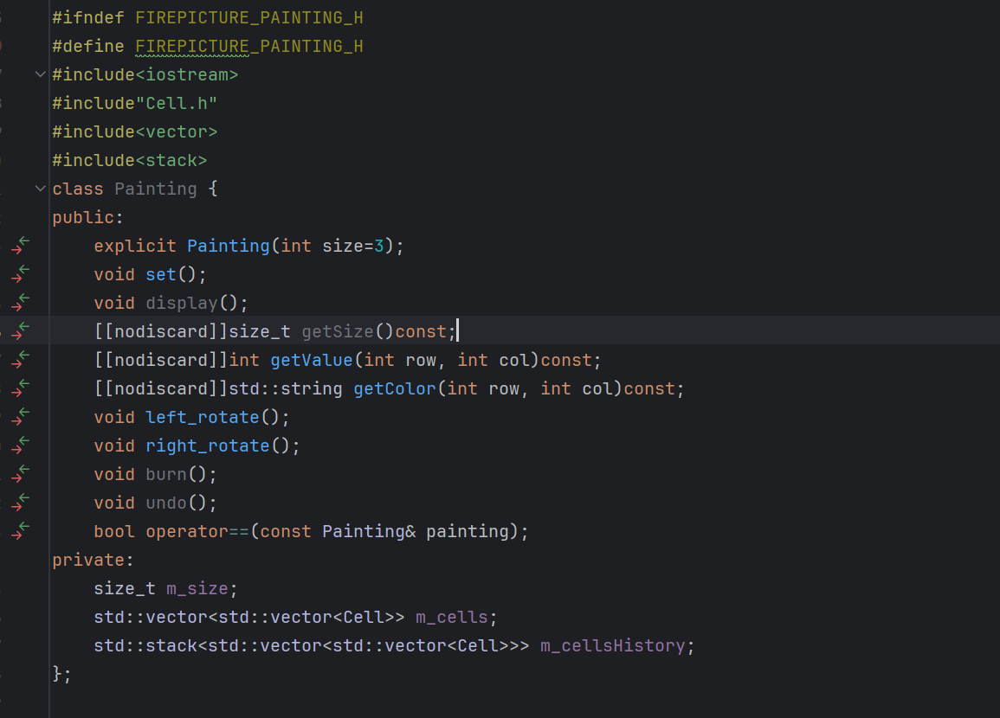 #ifndef FIREPICTURE_PAINTING_H
#define FIREPICTURE_PAINTING_H
#include<iostream>
#include"Cell.h"
#include<vector>
#include<stack>
class Painting {
public:
    explicit Painting(int size=3);
    void set();
    void display();
    [[nodiscard]]size_t getSize()const;
    [[nodiscard]]int getValue(int row, int col)const;
    [[nodiscard]]std::string getColor(int row, int col)const;
    void left_rotate();
    void right_rotate();
    void burn();
    void undo();
    bool operator==(const Painting& painting);
private:
    size_t m_size;
    std::vector<std::vector<Cell>> m_cells;
    std::stack<std::vector<std::vector<Cell>>> m_cellsHistory;
};